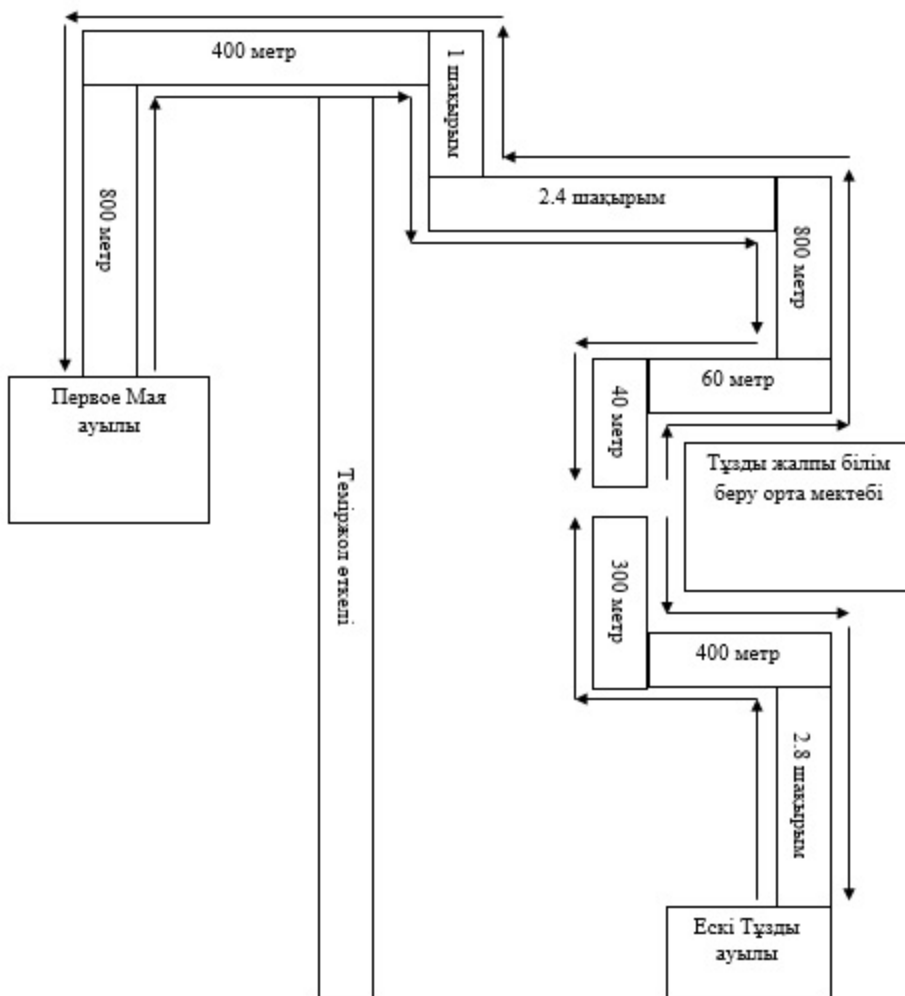 400 метр
1 шақырым
2.4 шақырым
800 метр
800 метр
60 метр
40 метр
Первое Мая
ауылы
Тұзды жалпы білім
беру орта мектебі
Теміржол өткелі
300 метр
400 метр
2.8 шақырым
Ескі Тұзды
ауылы